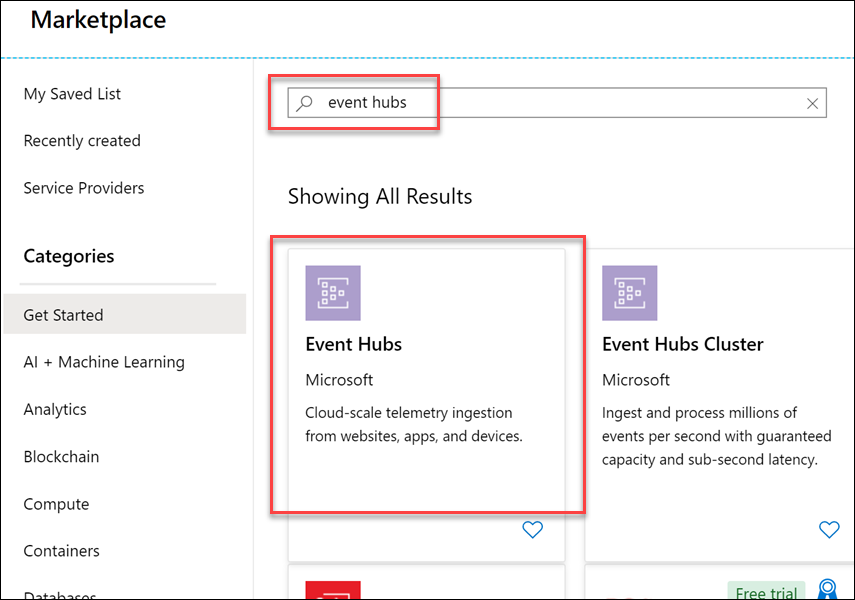 Marketplace
My Saved List
Recently created
Service Providers
Categories
Get Started
AI + Machine Learning
Analytics
Blockchain
Compute
Containers
Databases
event hubs
Showing All Results
Event Hubs
Microsoft
Cloud-scale telemetry ingestion
from websites, apps, and devices.
Event Hubs Cluster
Microsoft
Ingest and process millions of
events per second with guaranteed
capacity and sub-second latency.
Free trial